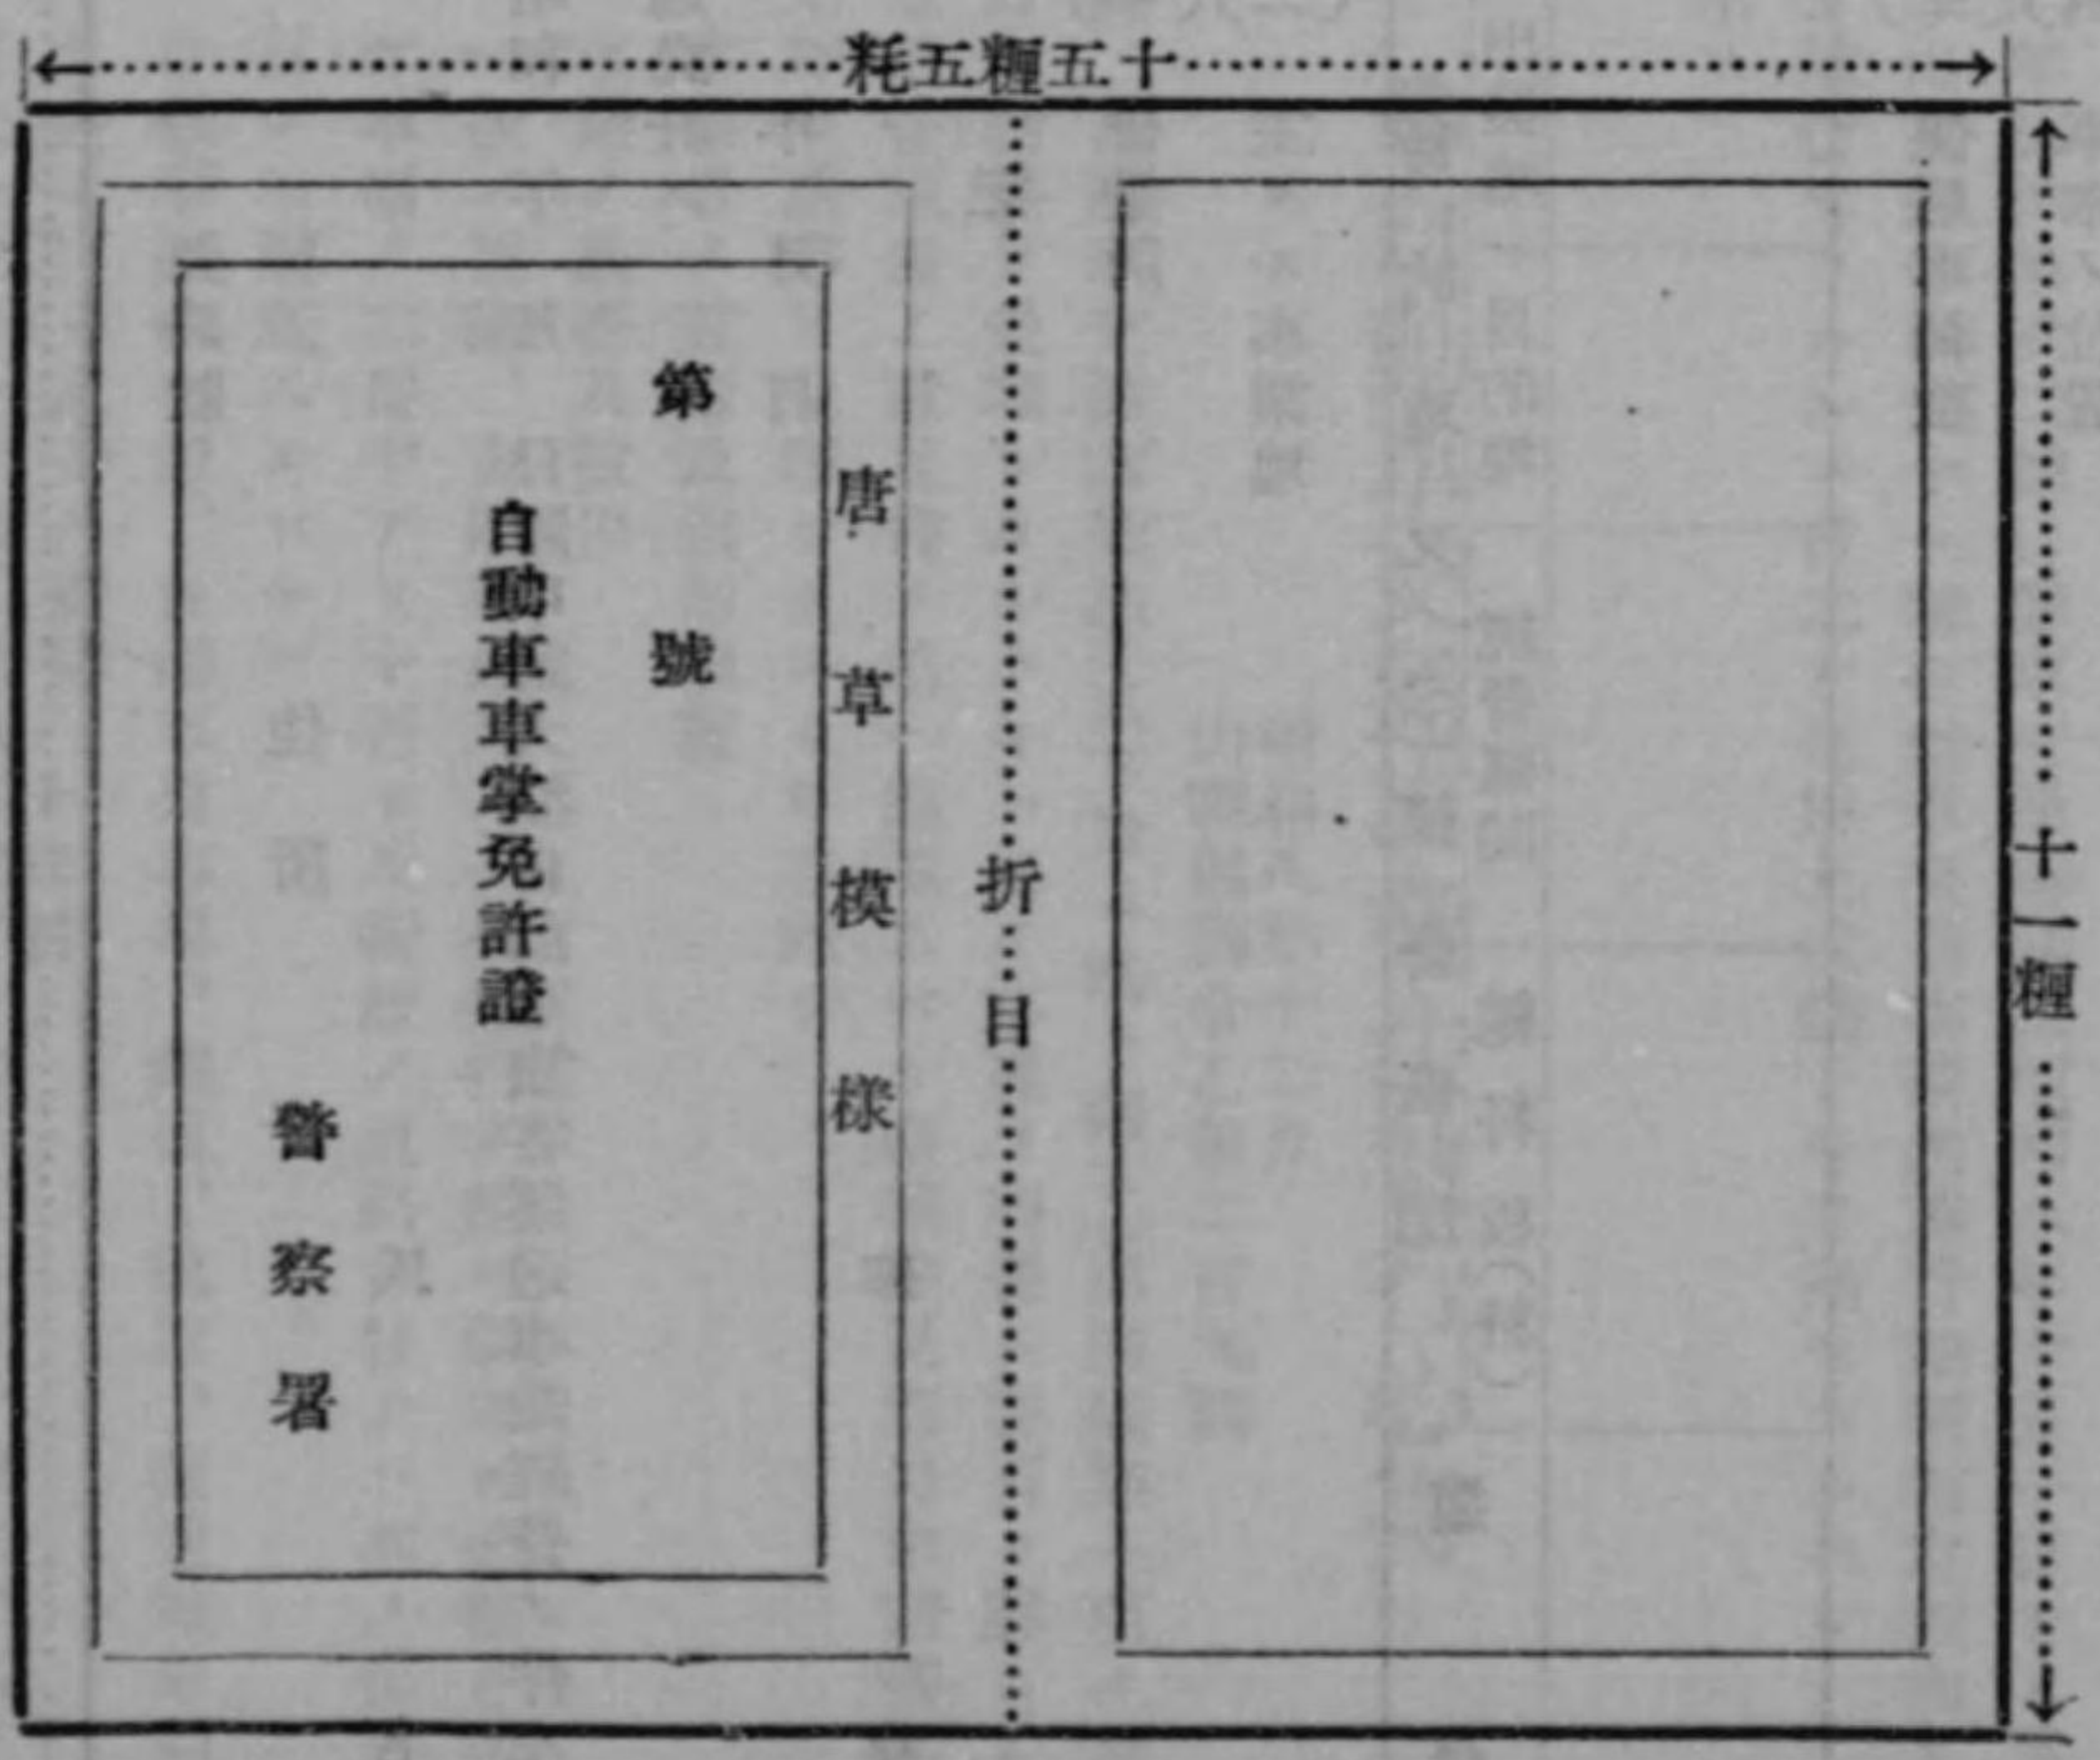 十五糎五粍
十一糎
折目
唐草模樣
第號
自動車車掌免許證
警察署